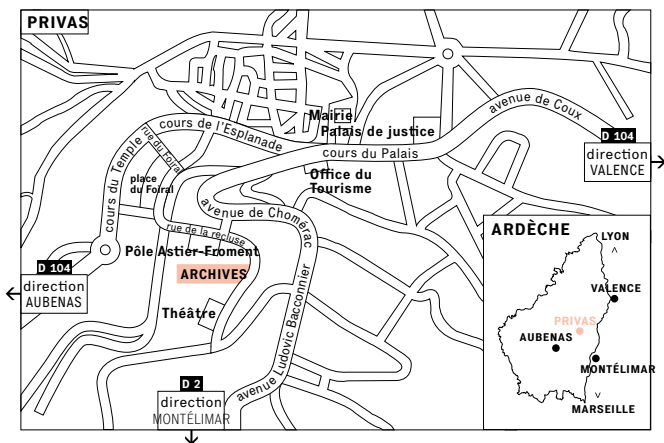 PRIVAS
avenue de Coux
Mairie
Palais de justice
cours de l'Esplanade
cours du Palais
D 104
direction
VALENCE
rue du Foiral
cours du Temple
place
du Foiral
Office du
Tourisme
avenue de Chomérac
rue de la recluse
Pôle Astier-Froment
ARCHIVES
D 104
direction
AUBENAS
Théâtre
avenue Ludovic Bacconnier
D 2
direction
MONTÉLIMAR
ARDÈCHE
LYON
VALENCE
PRIVAS
AUBENAS
MONTÉLIMAR
MARSEILLE